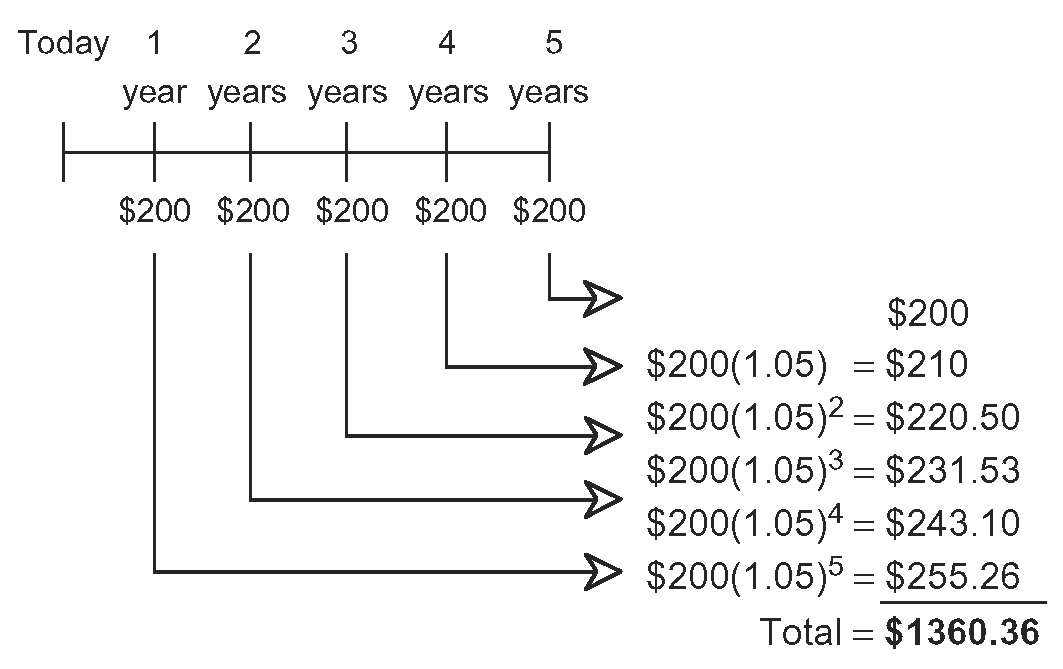 Today 1 2 3 4 5
year years years years years
$200 $200 $200 $200 $200
$200
$200(1.05) = $210
$200(1.05)² = $220.50
$200(1.05)³ = $231.53
$200(1.05)⁴ = $243.10
$200(1.05)⁵ = $255.26
Total = $1360.36